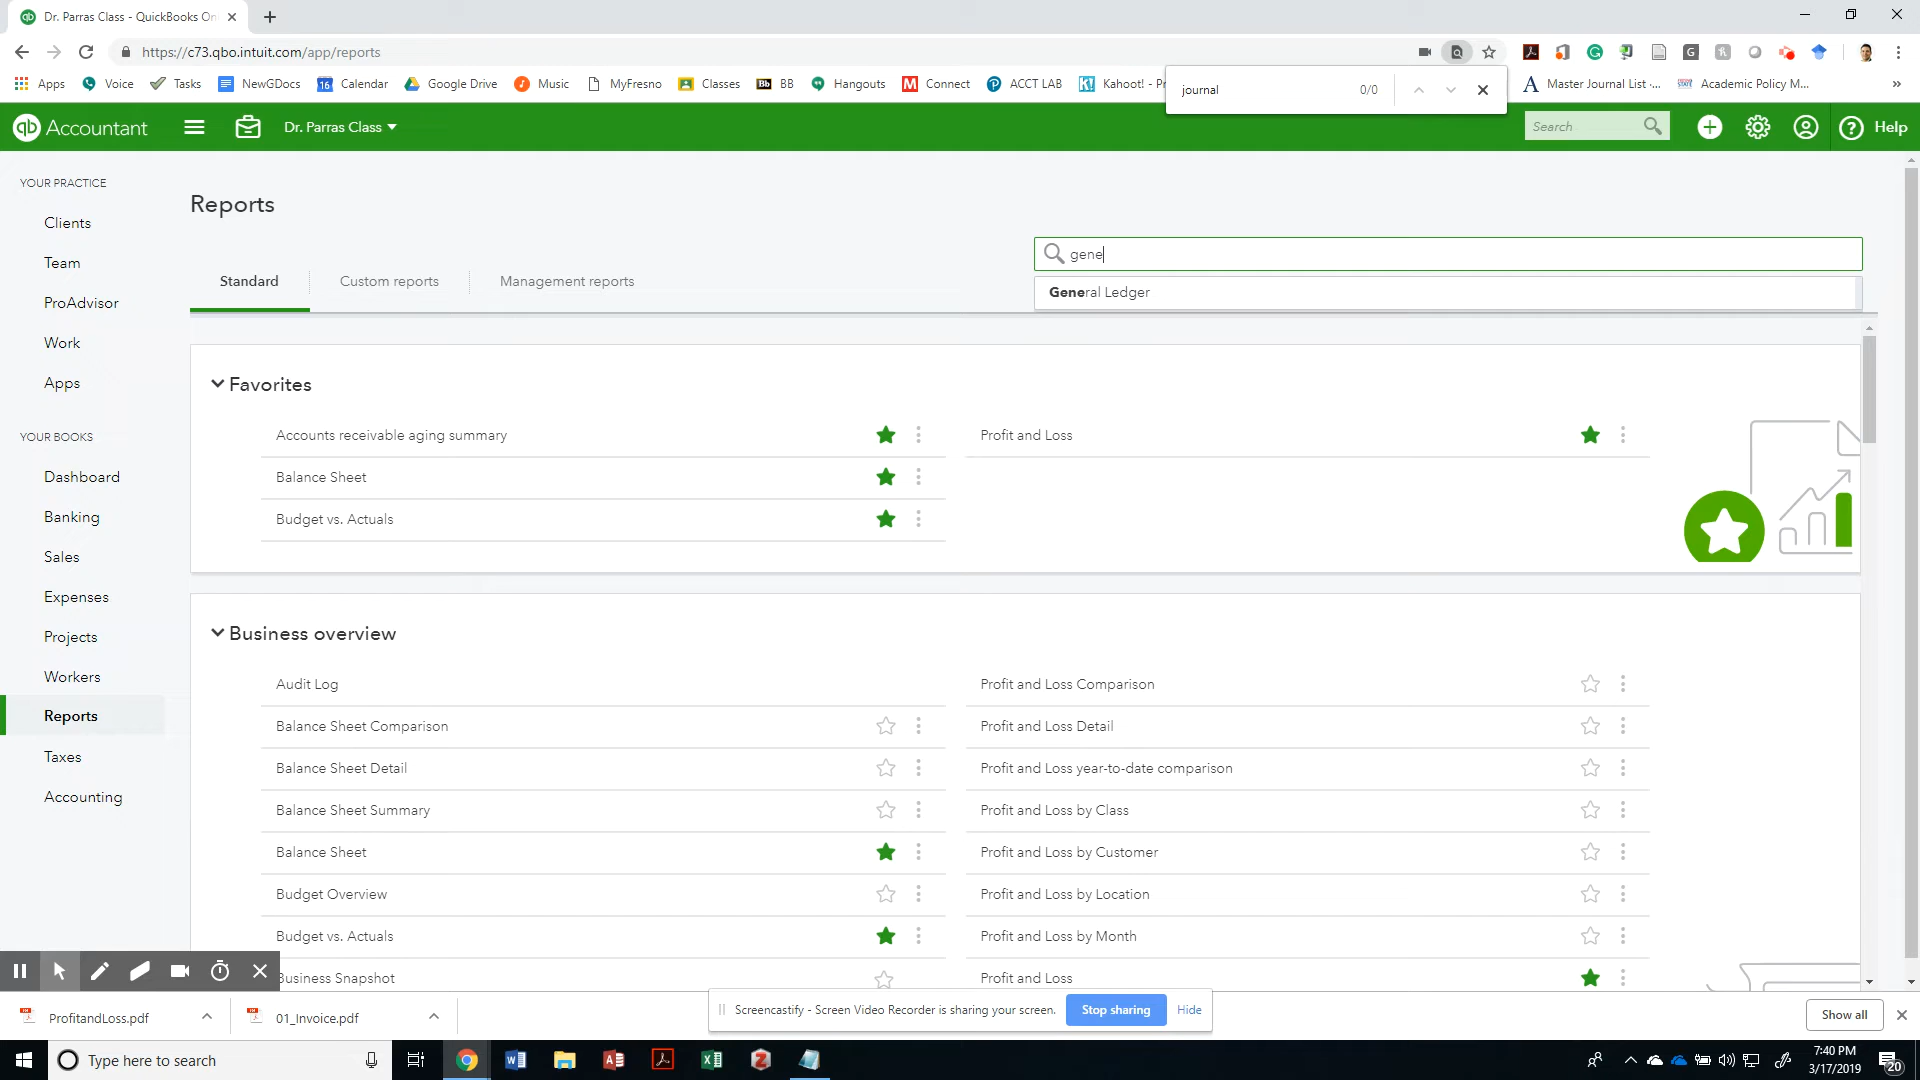 Dr. Parras Class - QuickBooks On
https://c73.qbo.intuit.com/app/reports
Apps Voice Tasks NewGDocs Calendar Google Drive Music MyFresno Classes BB Hangouts Connect ACCT LAB Kahoot! - P Master Journal List -... Academic Policy M... »
journal 0/0
qb Accountant Dr. Parras Class Search Help
YOUR PRACTICE
Clients
Team
ProAdvisor
Work
Apps
YOUR BOOKS
Dashboard
Banking
Sales
Expenses
Projects
Workers
Reports
Taxes
Accounting
Reports
gene
General Ledger
Standard Custom reports Management reports
Favorites
Accounts receivable aging summary
Balance Sheet
Budget vs. Actuals
Profit and Loss
Business overview
Audit Log
Balance Sheet Comparison
Balance Sheet Detail
Balance Sheet Summary
Balance Sheet
Budget Overview
Budget vs. Actuals
Business Snapshot
Profit and Loss Comparison
Profit and Loss Detail
Profit and Loss year-to-date comparison
Profit and Loss by Class
Profit and Loss by Customer
Profit and Loss by Location
Profit and Loss by Month
Profit and Loss
Screencastify - Screen Video Recorder is sharing your screen. Stop sharing Hide
ProfitandLoss.pdf 01_Invoice.pdf Show all
Type here to search
7:40 PM
3/17/2019
20